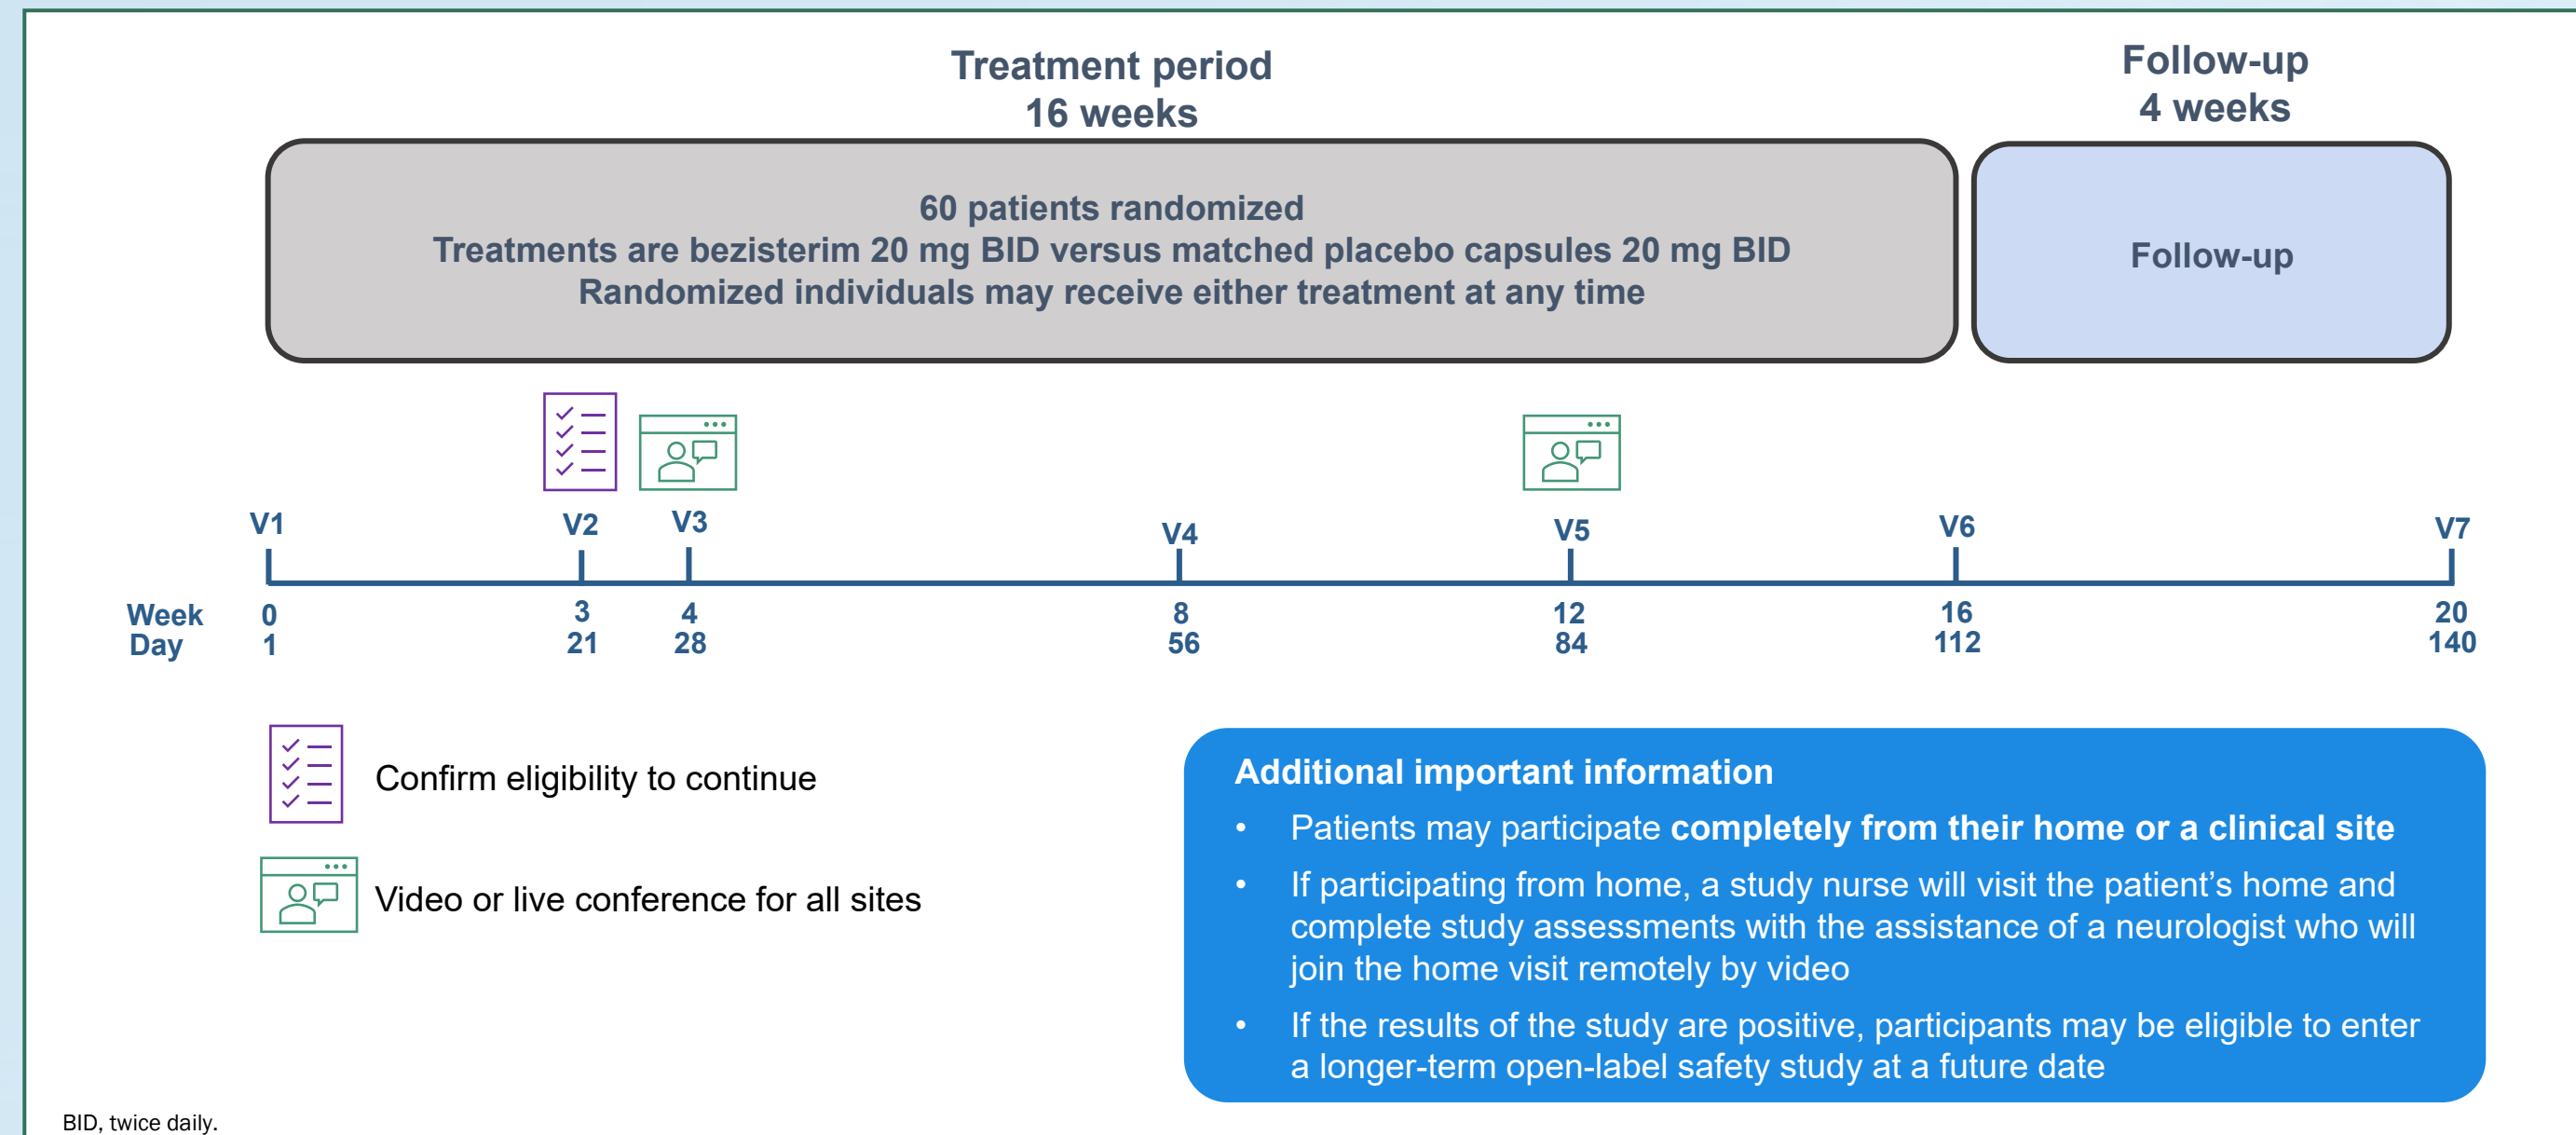 Treatment period
16 weeks
Follow-up
4 weeks
60 patients randomized
Treatments are bezisterim 20 mg BID versus matched placebo capsules 20 mg BID
Randomized individuals may receive either treatment at any time
Follow-up
V1 V2 V3 V4 V5 V6 V7
Week 0 3 4 8 12 16 20
Day 1 21 28 56 84 112 140
Confirm eligibility to continue
Video or live conference for all sites
Additional important information
• Patients may participate completely from their home or a clinical site
• If participating from home, a study nurse will visit the patient’s home and
complete study assessments with the assistance of a neurologist who will
join the home visit remotely by video
• If the results of the study are positive, participants may be eligible to enter
a longer-term open-label safety study at a future date
BID, twice daily.